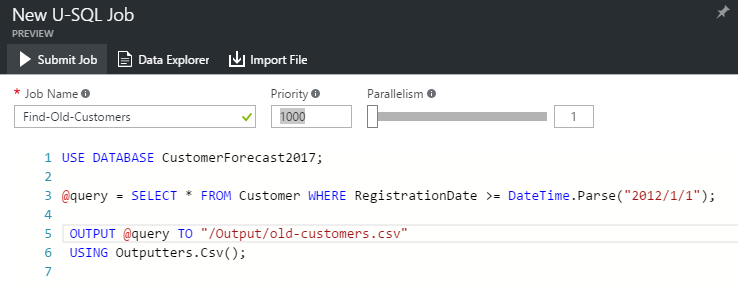 New U-SQL Job
PREVIEW
Submit Job Data Explorer Import File
* Job Name Priority Parallelism
Find-Old-Customers 1000 1
1 USE DATABASE CustomerForecast2017;
2
3 @query = SELECT * FROM Customer WHERE RegistrationDate >= DateTime.Parse("2012/1/1");
4
5 OUTPUT @query TO "/Output/old-customers.csv"
6 USING Outputters.Csv();
7